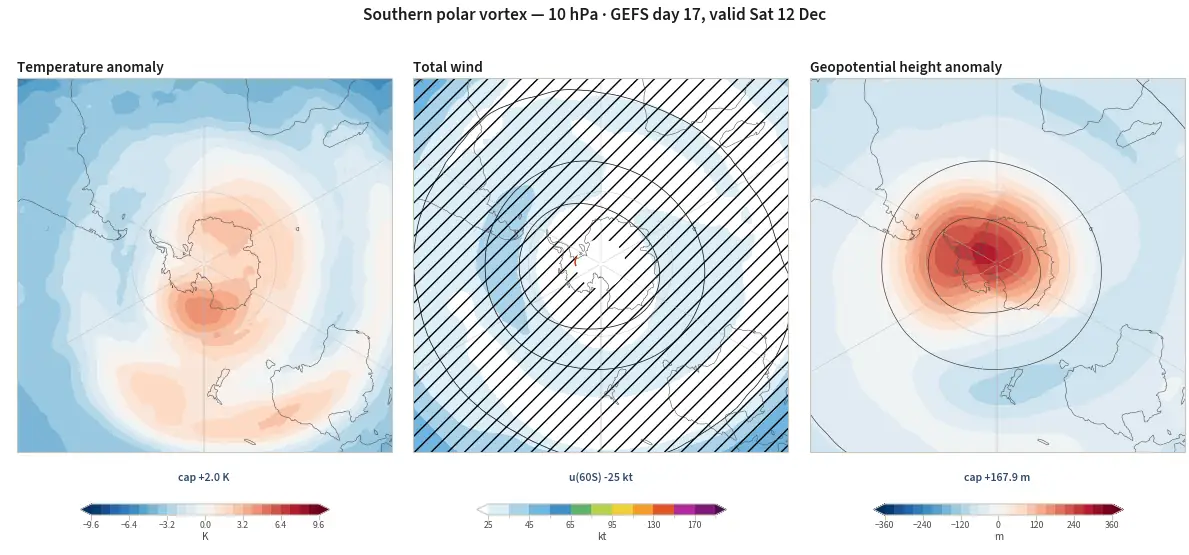 Southern polar vortex — 10 hPa · GEFS day 17, valid Sat 12 Dec
Temperature anomaly
Total wind
Geopotential height anomaly
cap +2.0 K
u(60S) -25 kt
cap +167.9 m
−9.6 −6.4 −3.2 0.0 3.2 6.4 9.6
K
25 45 65 95 130 170
kt
−360 −240 −120 0 120 240 360
m